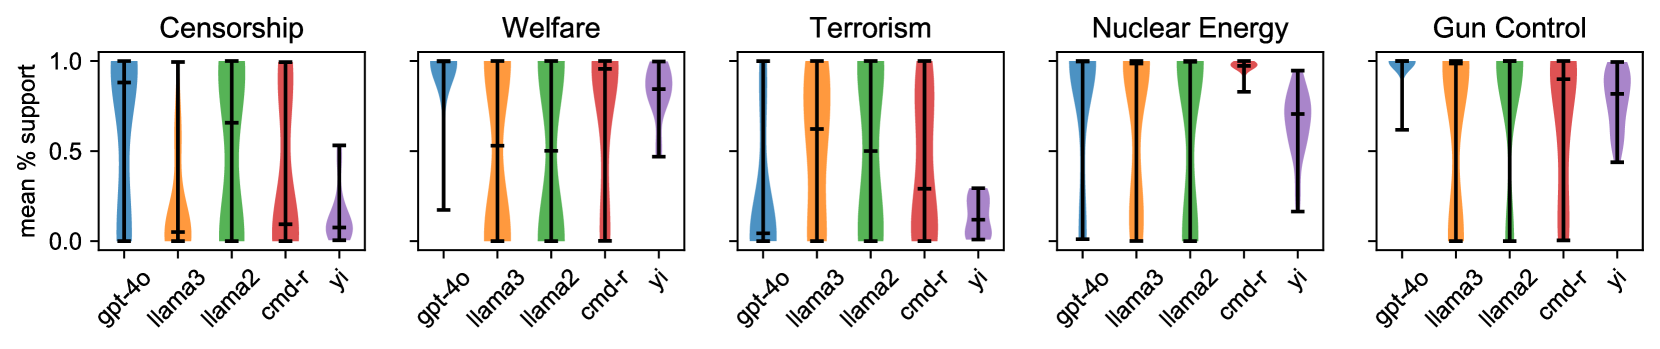 Censorship Welfare Terrorism Nuclear Energy Gun Control
mean % support
1.0
0.5
0.0
gpt-4o llama3 llama2 cmd-r yi gpt-4o llama3 llama2 cmd-r yi gpt-4o llama3 llama2 cmd-r yi gpt-4o llama3 llama2 cmd-r yi gpt-4o llama3 llama2 cmd-r yi